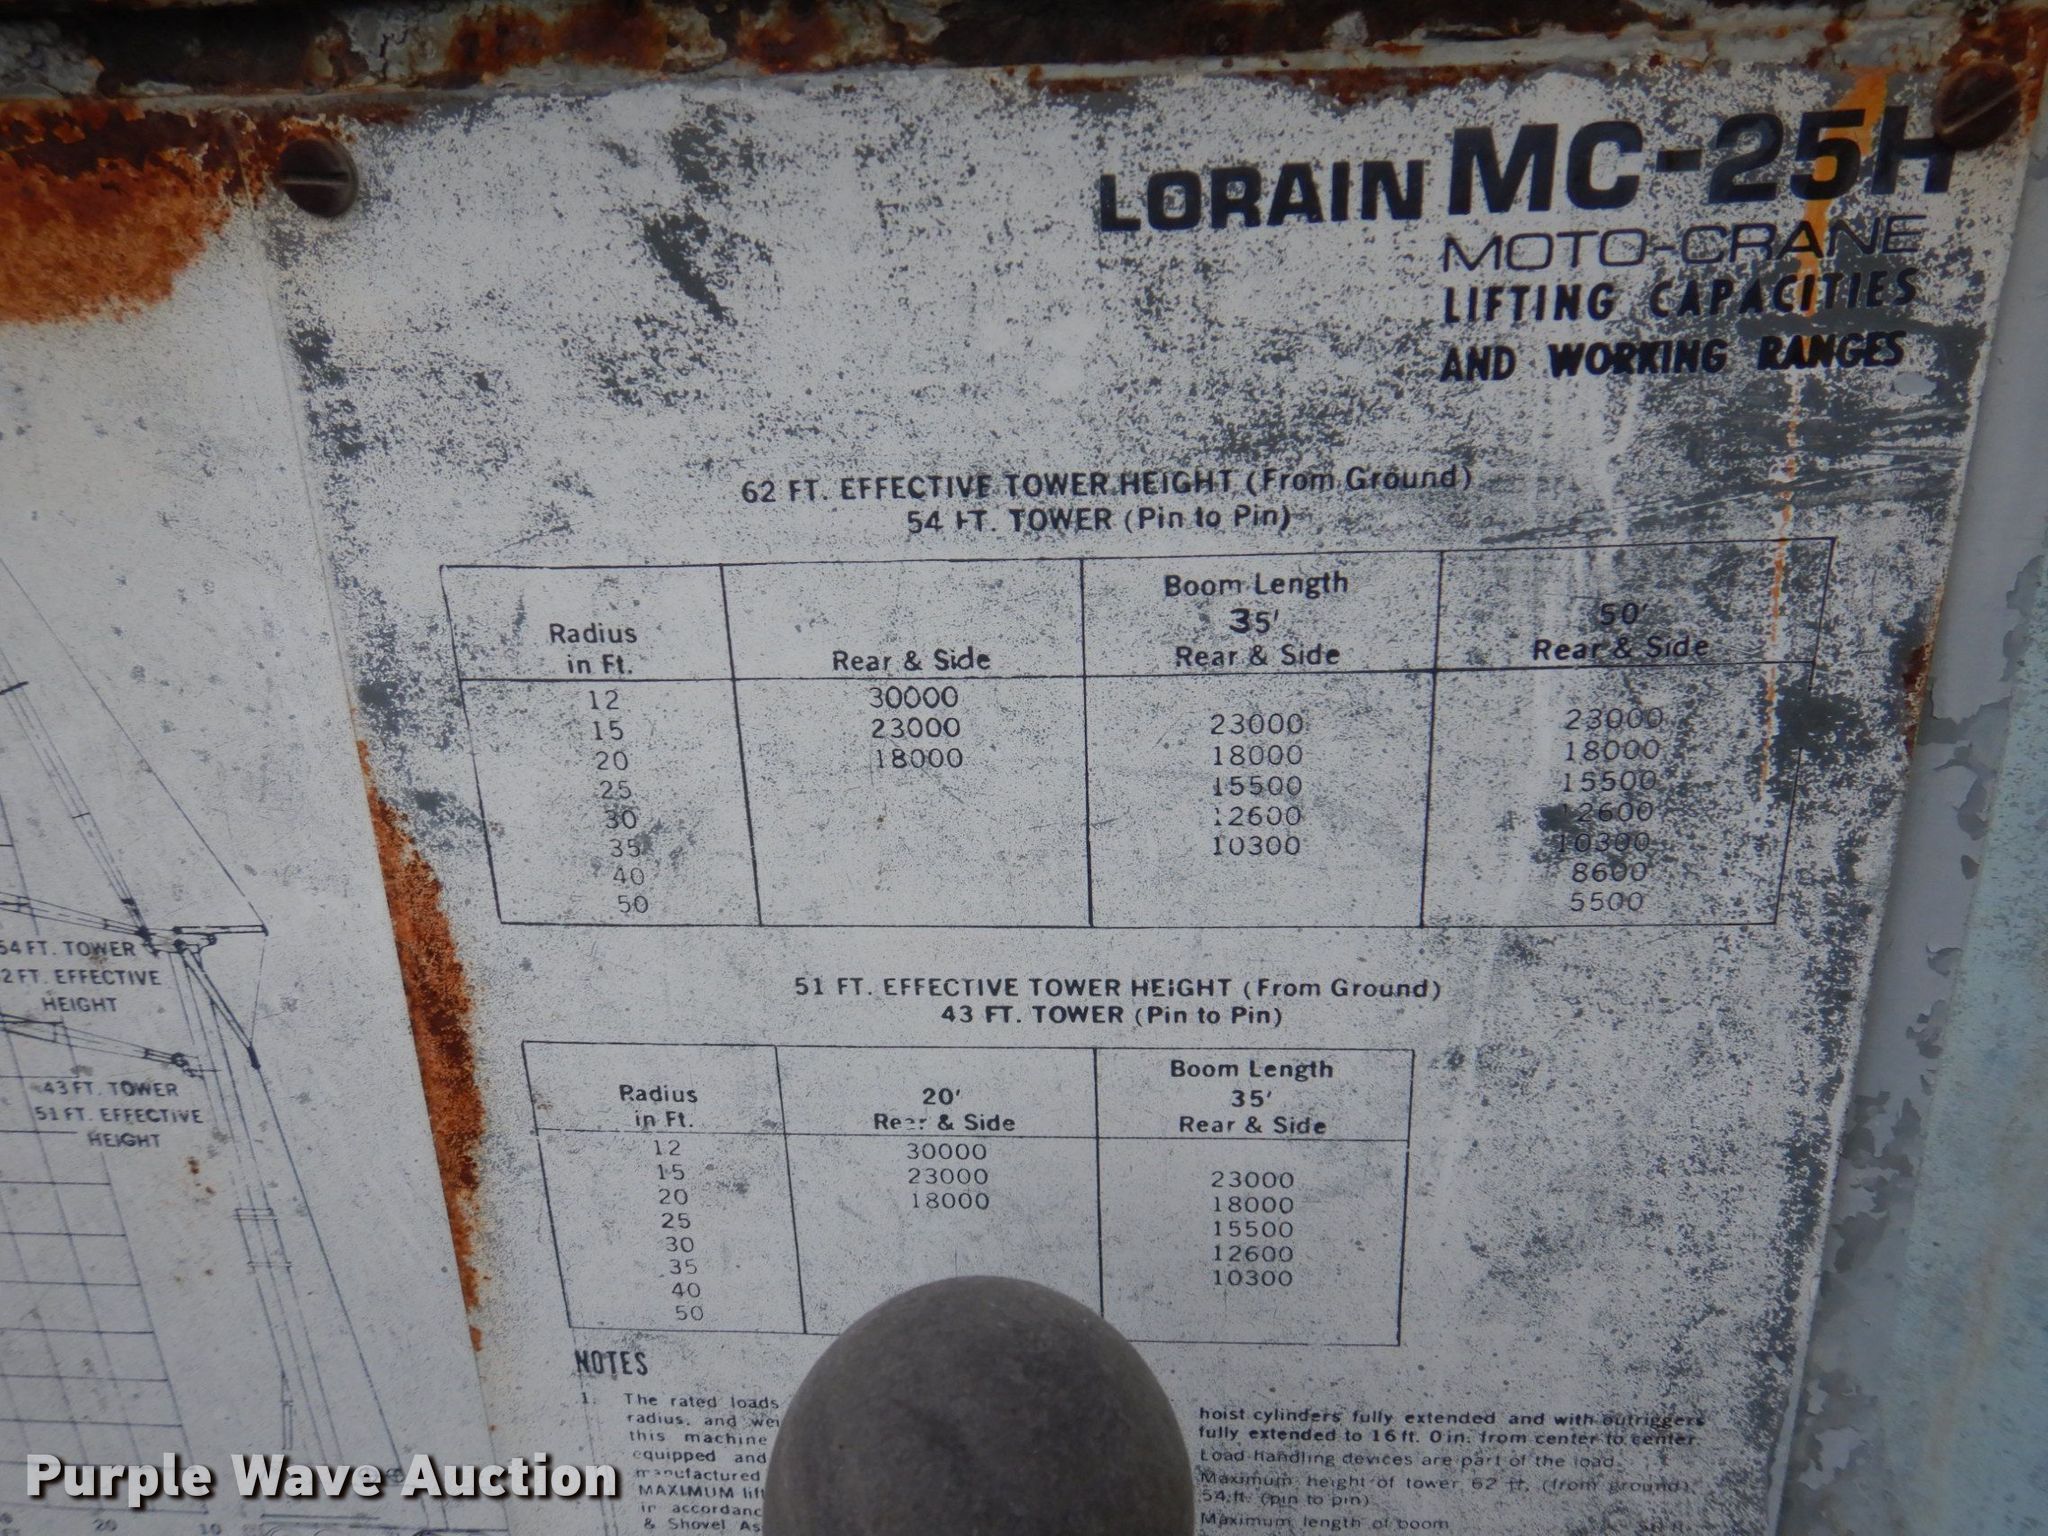 LORAIN MC-25H
MOTO-CRANE
LIFTING CAPACITIES
AND WORKING RANGES
62 FT. EFFECTIVE TOWER HEIGHT (From Ground)
54 FT. TOWER (Pin to Pin)
Boom Length
35' 50'
Radius
in Ft. Rear & Side Rear & Side Rear & Side
12 30000
15 23000 23000 23000
20 18000 18000 18000
25 15500 15500
30 12600 12600
35 10300 10300
40 8600
50 5500
51 FT. EFFECTIVE TOWER HEIGHT (From Ground)
43 FT. TOWER (Pin to Pin)
Boom Length
Radius 20' 35'
in Ft. Rear & Side Rear & Side
12 30000
15 23000 23000
20 18000 18000
25 15500
30 12600
35 10300
40
50
NOTES
1. The rated loads
radius, and
this machine
equipped and
manufactured
MAXIMUM
in
& Shovel
hoist cylinders fully extended and with outriggers
fully extended to 16 ft. 0 in. from center to center.
Load handling devices are part of the load.
Maximum height of tower 62 ft. (from ground),
54 ft. (pin to pin)
Maximum length of boom
54 FT. TOWER
FT. EFFECTIVE
HEIGHT
43 FT. TOWER
51 FT. EFFECTIVE
HEIGHT
20 10
Purple Wave Auction